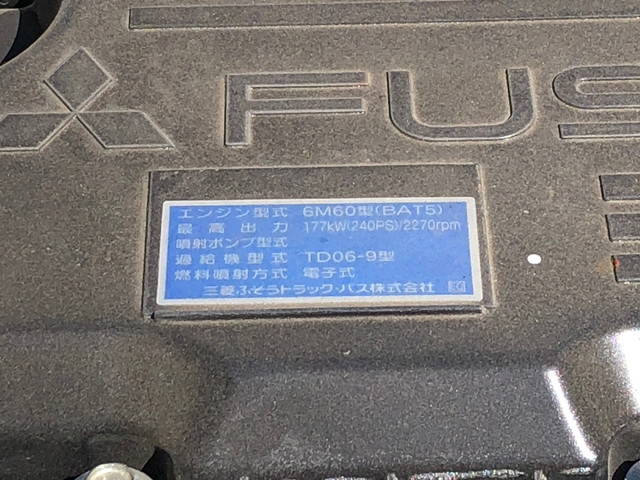 FUS
エンジン型式 6M60型(BAT5)
最高出力 177kW(240PS)/2270rpm
噴射ポンプ型式
過給機型式 TD06-9型
燃料噴射方式 電子式
三菱ふそうトラック・バス株式会社